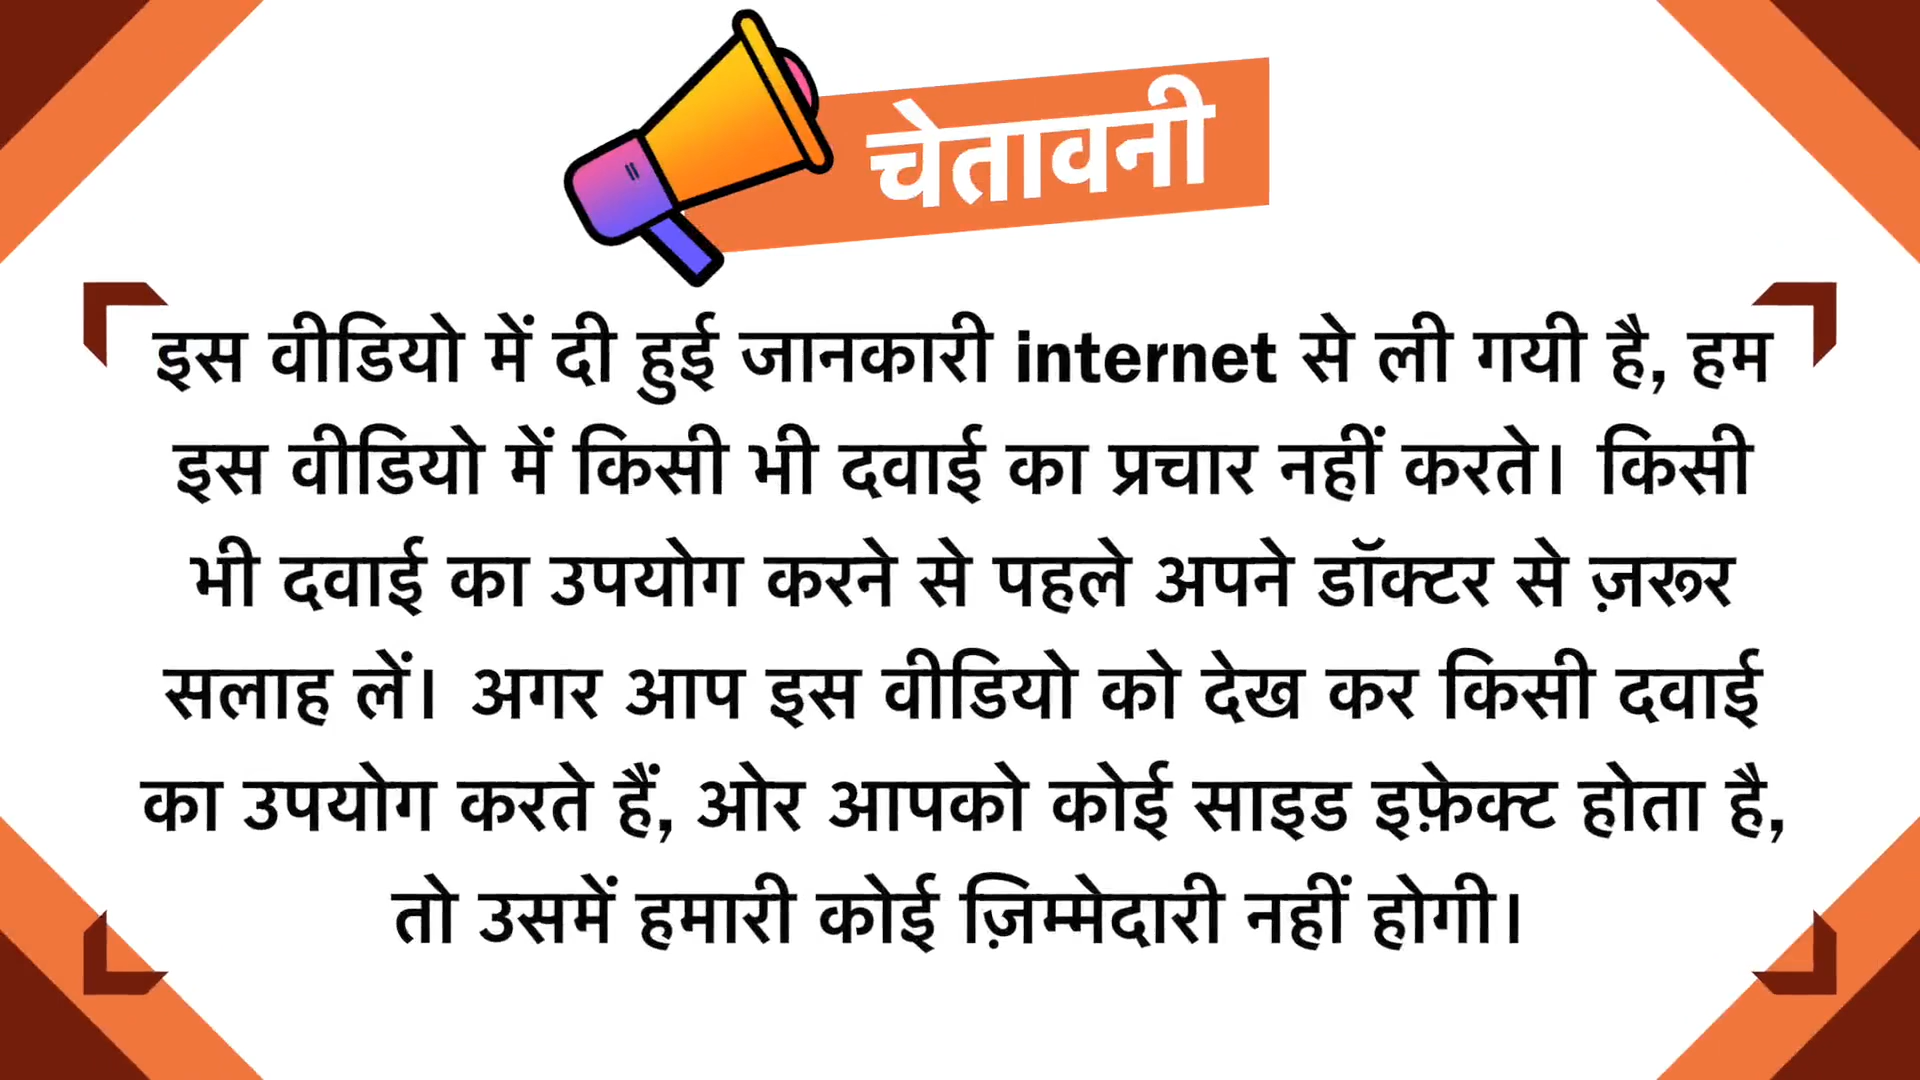 चेतावनी
इस वीडियो में दी हुई जानकारी internet से ली गयी है, हम
इस वीडियो में किसी भी दवाई का प्रचार नहीं करते। किसी
भी दवाई का उपयोग करने से पहले अपने डॉक्टर से ज़रूर
सलाह लें। अगर आप इस वीडियो को देख कर किसी दवाई
का उपयोग करते हैं, ओर आपको कोई साइड इफ़ेक्ट होता है,
तो उसमें हमारी कोई ज़िम्मेदारी नहीं होगी।